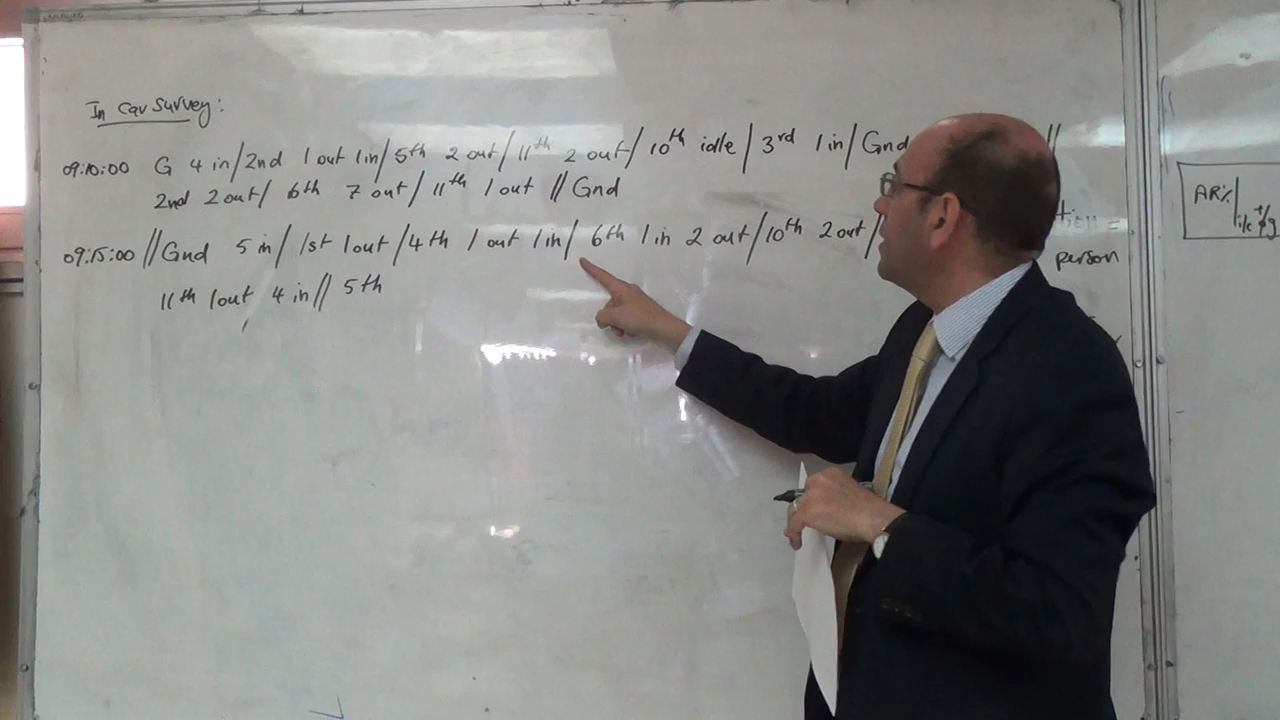 In Car Survey:
09:10:00 G 4 in/2nd 1 out 1 in/5th 2 out/11th 2 out/10th idle/3rd 1 in/Gnd //
2nd 2 out/ 6th 7 out/11th 1 out // Gnd
09:15:00 //Gnd 5 in/ 1st 1 out/4th 1 out 1 in/ 6th 1 in 2 out/10th 2 out/
11th 1 out 4 in// 5th
person
AR%